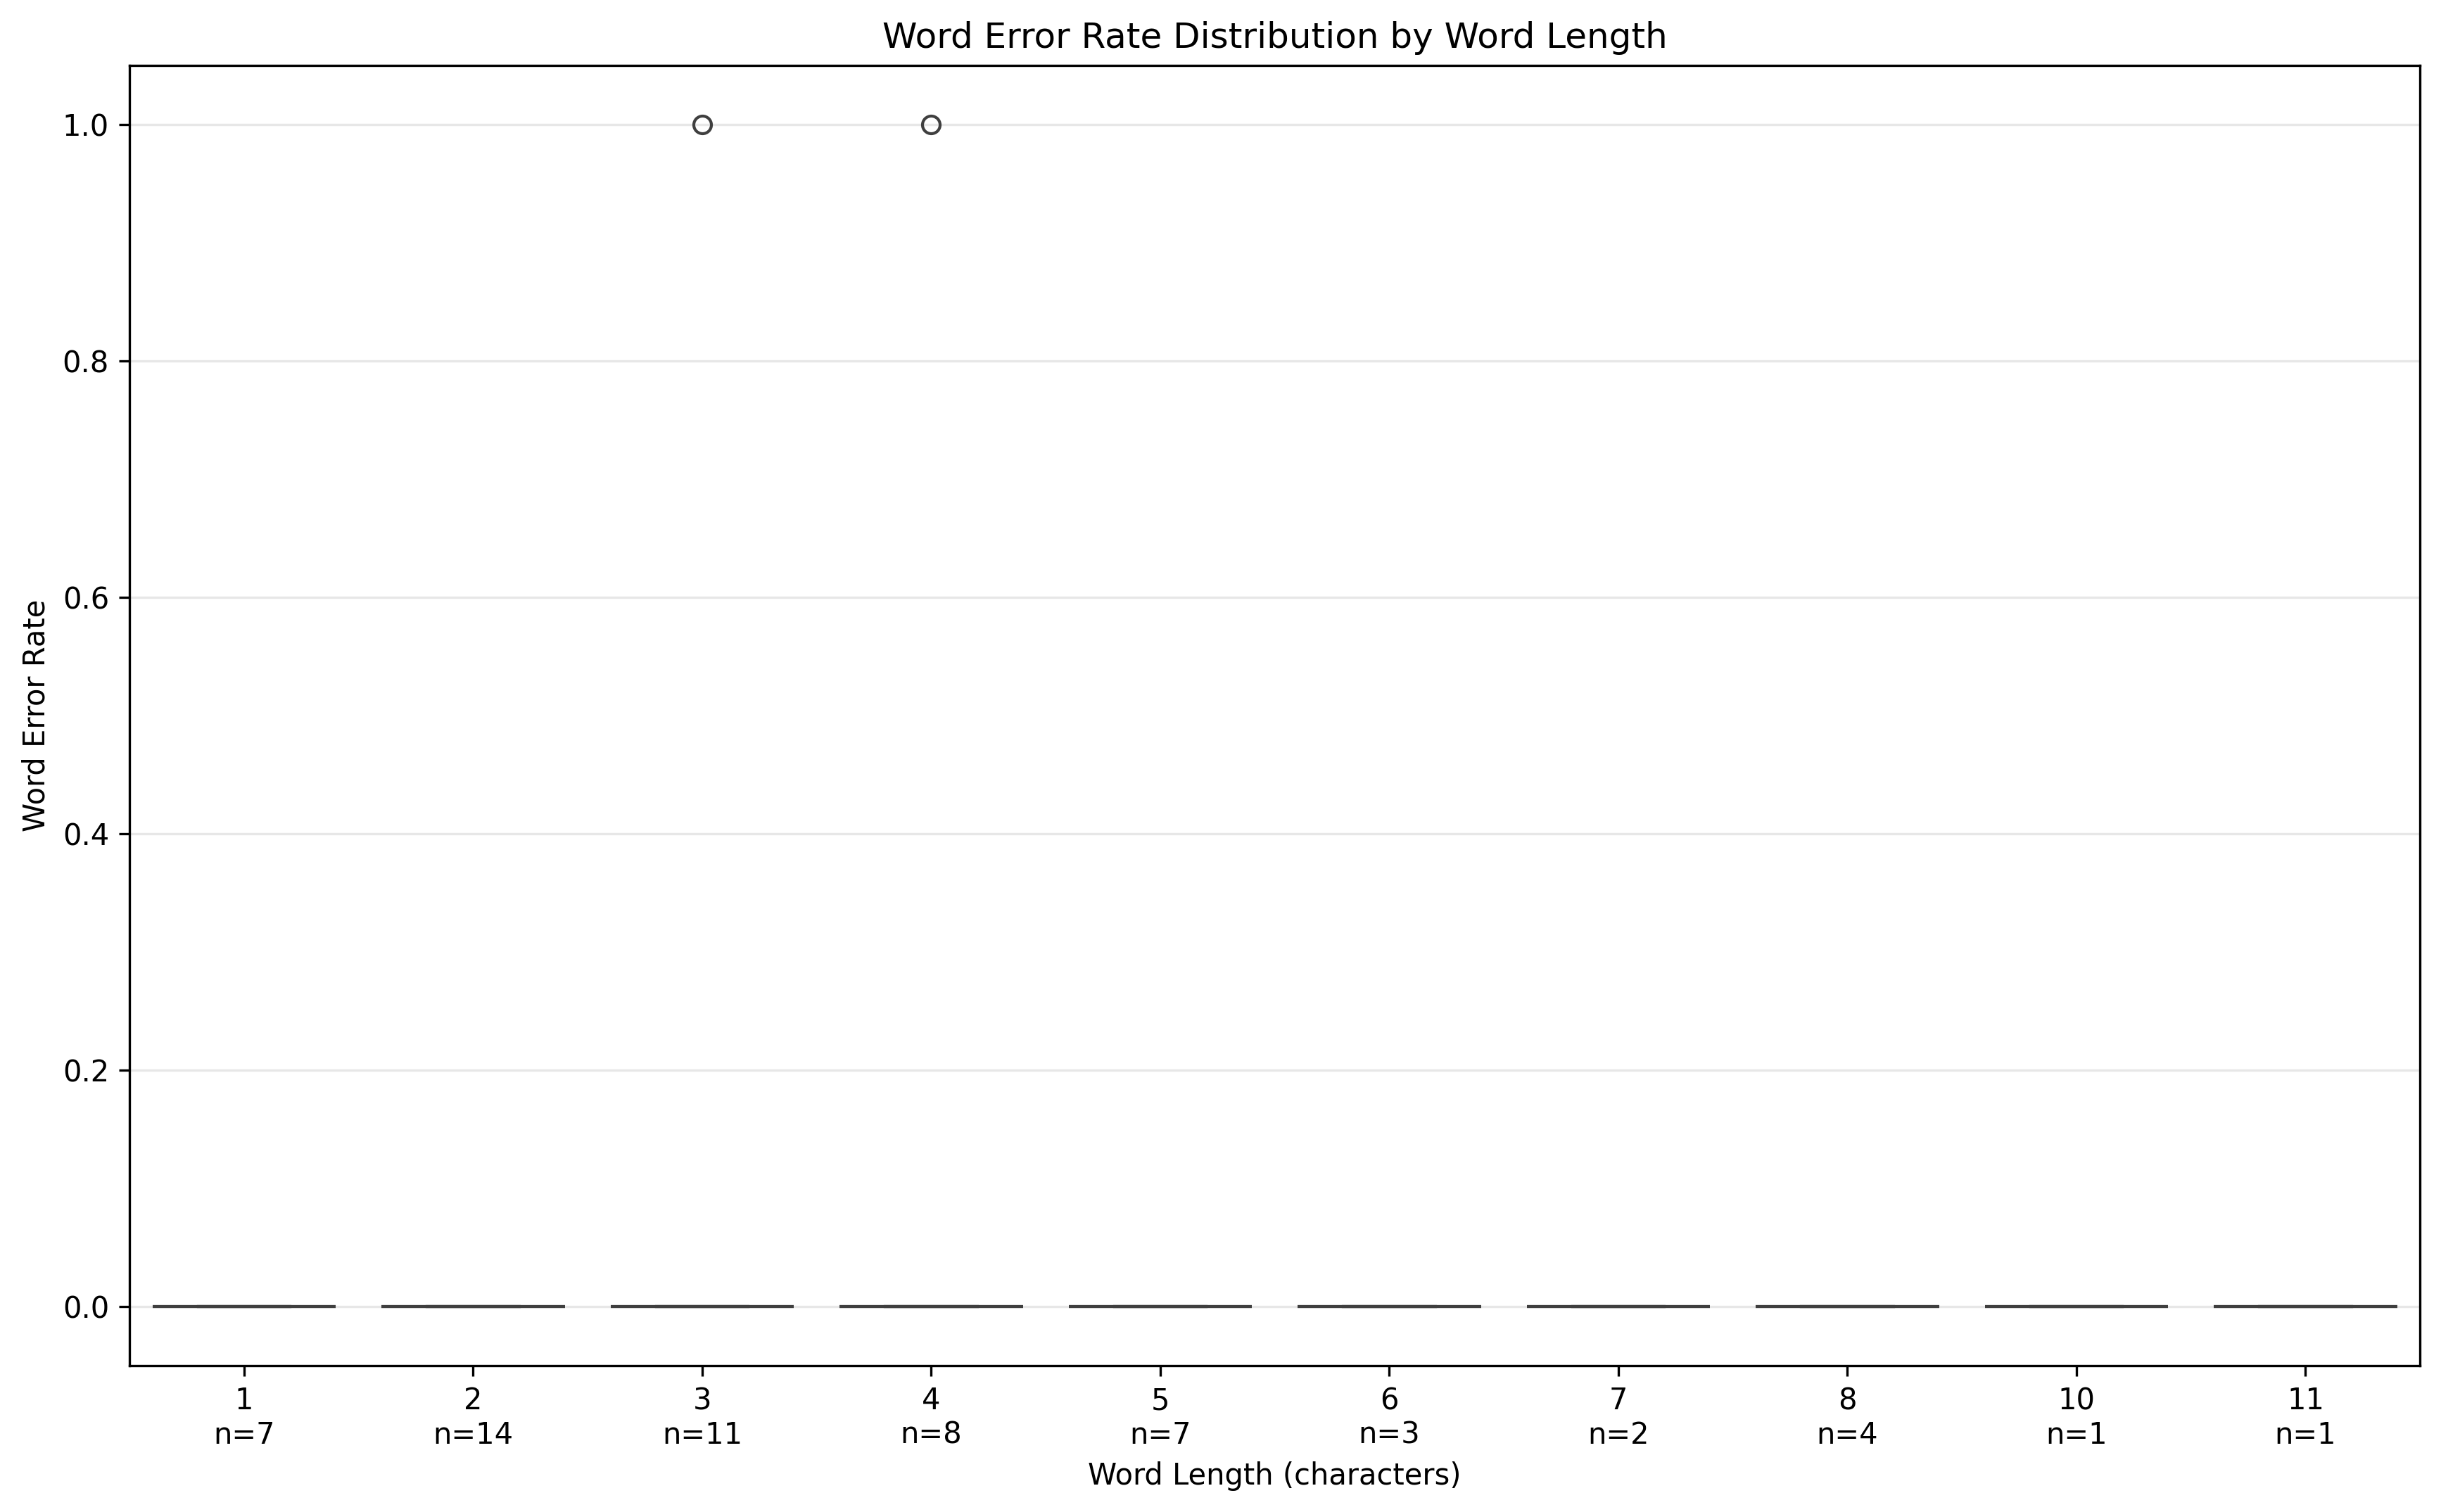 Word Error Rate Distribution by Word Length
Word Error Rate
1.0
0.8
0.6
0.4
0.2
0.0
1 2 3 4 5 6 7 8 10 11
n=7 n=14 n=11 n=8 n=7 n=3 n=2 n=4 n=1 n=1
Word Length (characters)